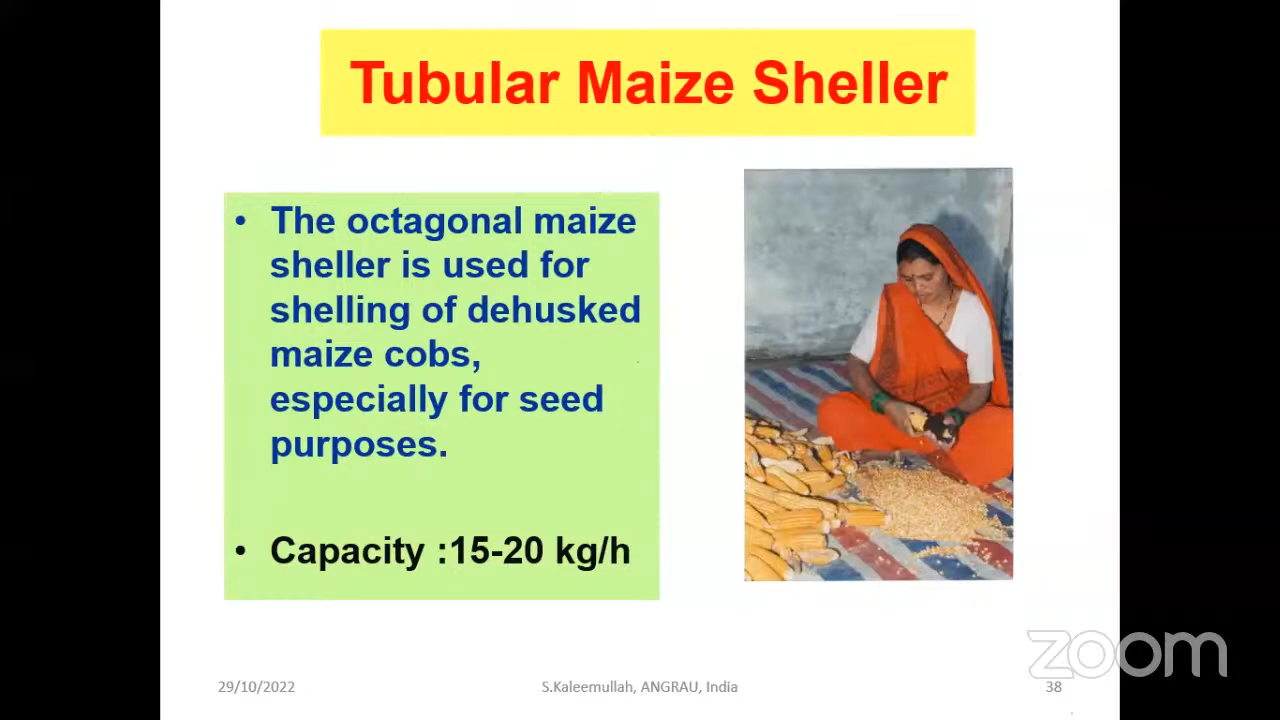 Tubular Maize Sheller
• The octagonal maize
sheller is used for
shelling of dehusked
maize cobs,
especially for seed
purposes.
• Capacity :15-20 kg/h
zoom
29/10/2022
S.Kaleemullah, ANGRAU, India
38